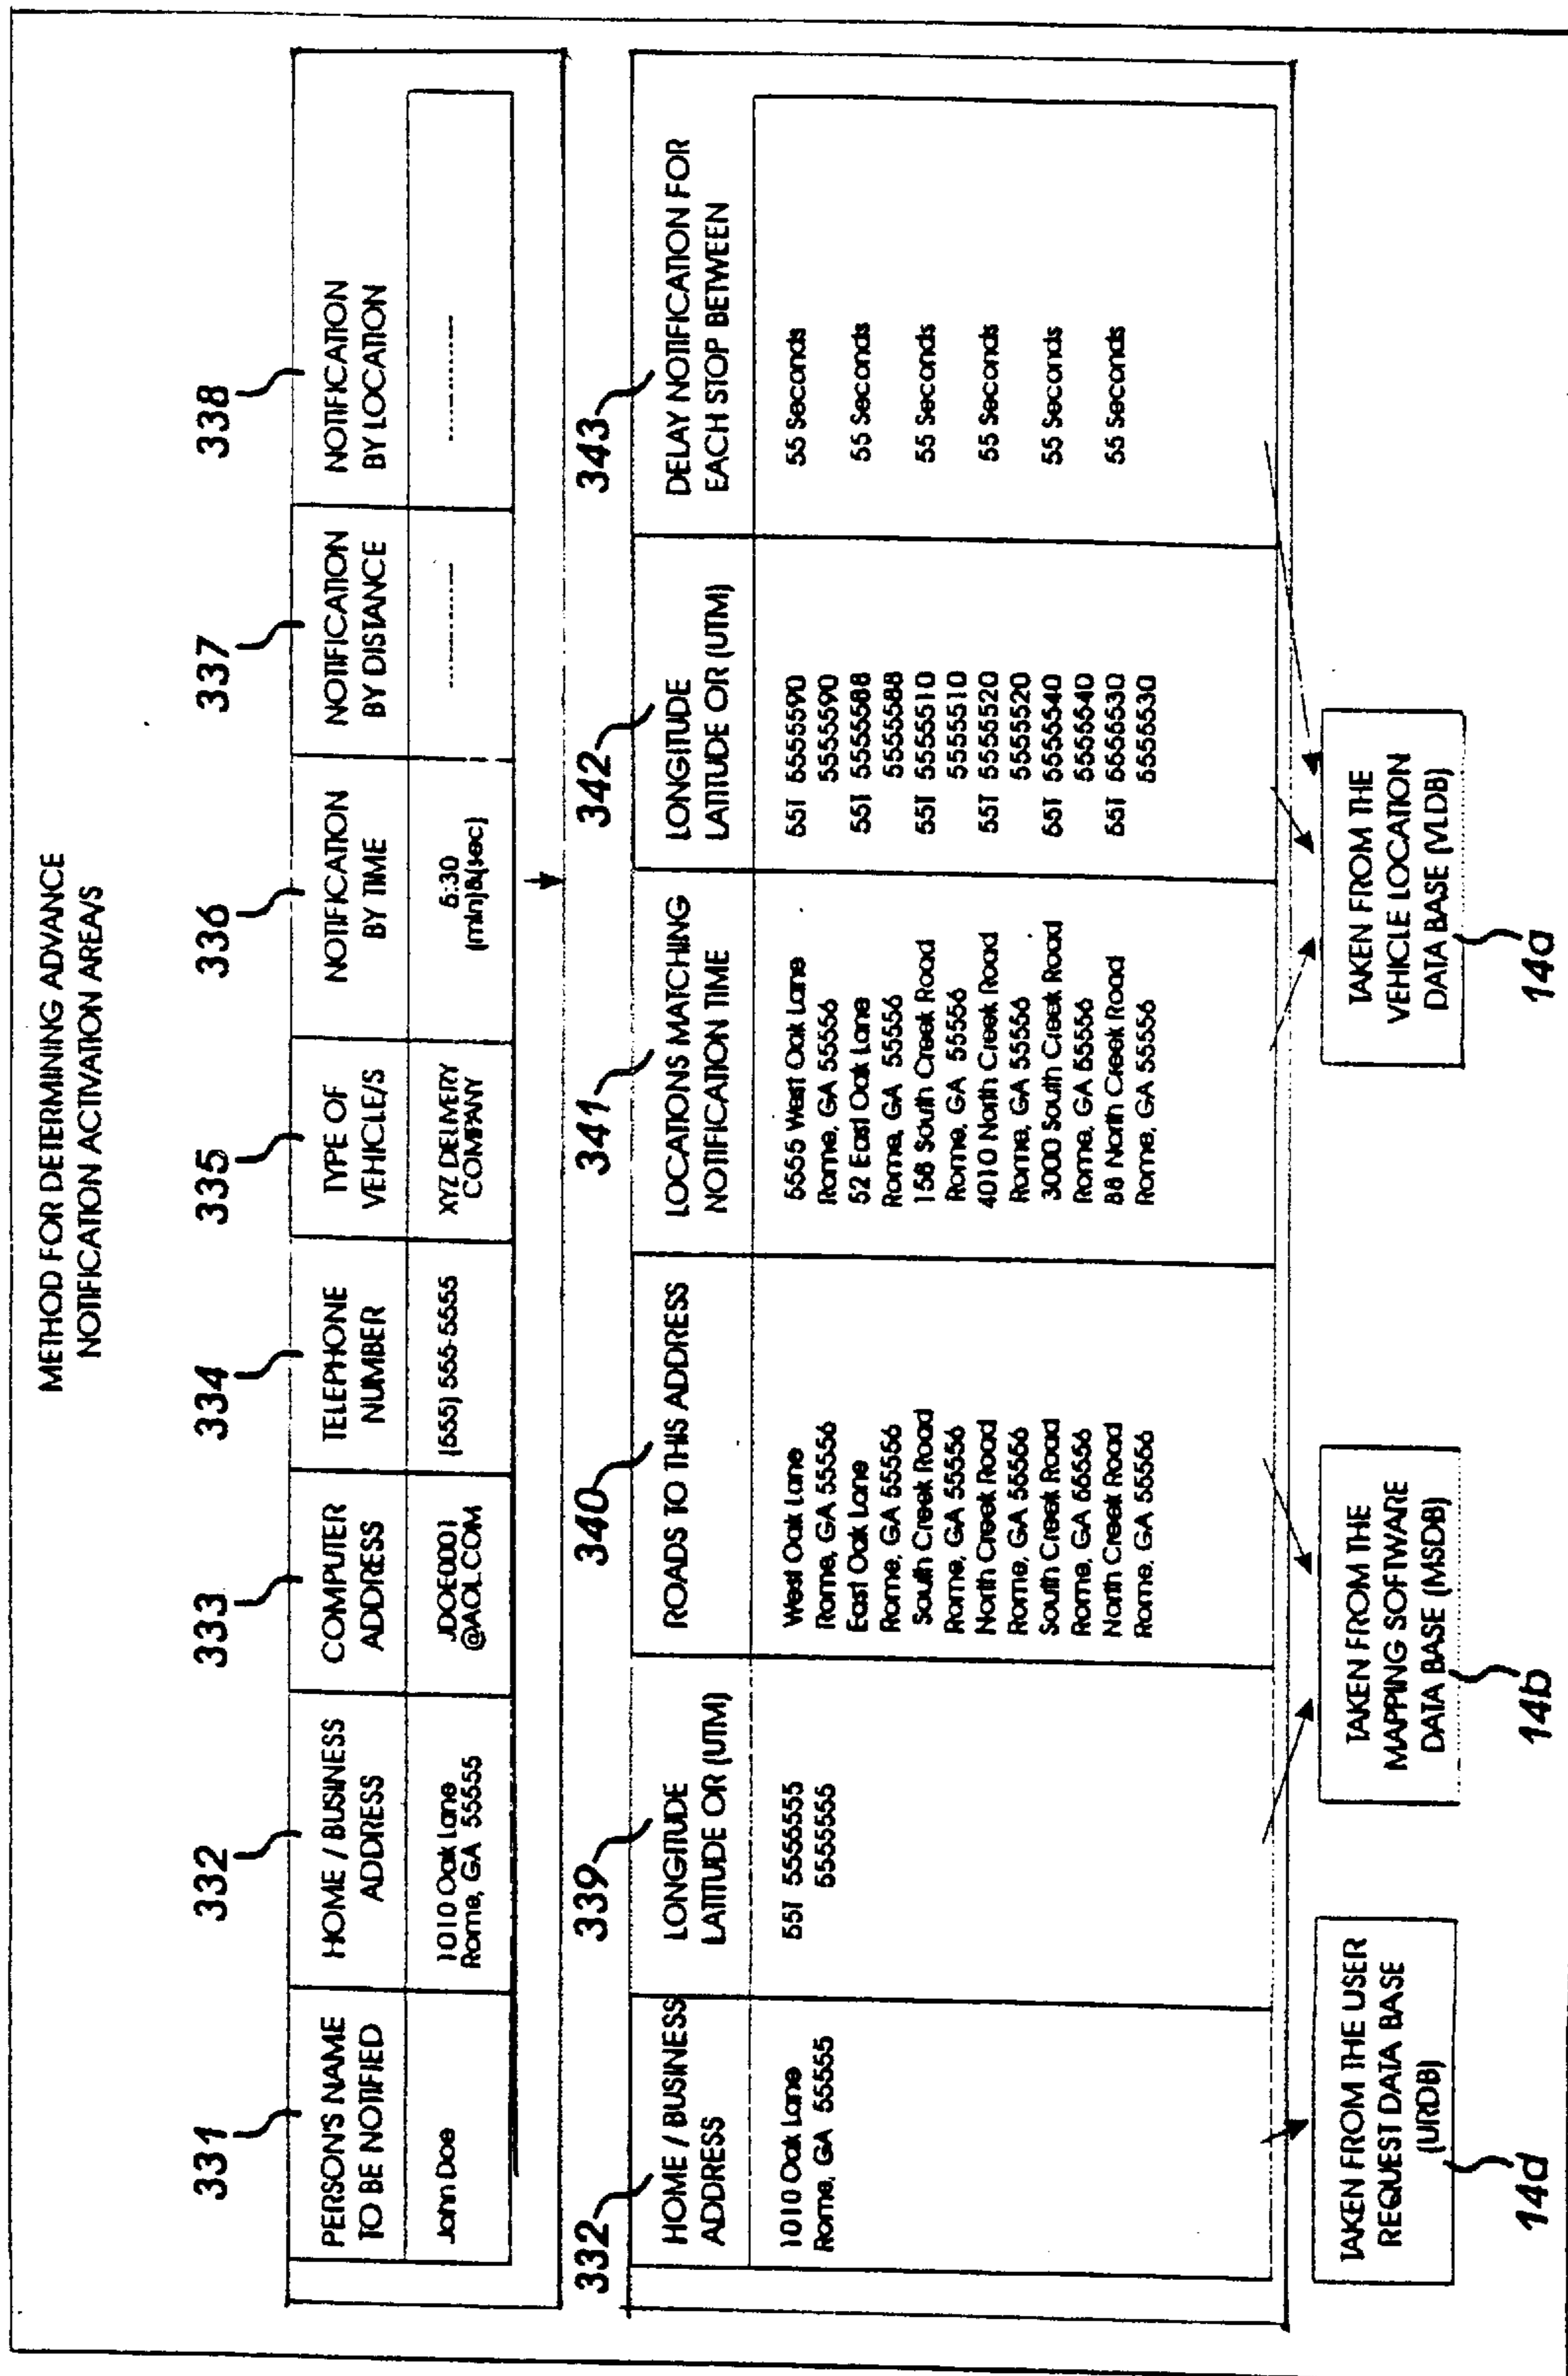 METHOD FOR DETERMINING ADVANCE
NOTIFICATION ACTIVATION AREA/S
331 332 333 334 335 336 337 338
PERSON'S NAME
TO BE NOTIFIED
HOME / BUSINESS
ADDRESS
COMPUTER
ADDRESS
TELEPHONE
NUMBER
TYPE OF
VEHICLE/S
NOTIFICATION
BY TIME
NOTIFICATION
BY DISTANCE
NOTIFICATION
BY LOCATION
John Doe
1010 Oak Lane
Rome, GA 55555
JDOE0001
@AOL.COM
(555) 555-5555
XYZ DELIVERY
COMPANY
5:30
(min)&(sec)
------------
------------
332 339 340 341 342 343
HOME / BUSINESS
ADDRESS
LONGITUDE
LATITUDE OR (UTM)
ROADS TO THIS ADDRESS
LOCATIONS MATCHING
NOTIFICATION TIME
LONGITUDE
LATITUDE OR (UTM)
DELAY NOTIFICATION FOR
EACH STOP BETWEEN
1010 Oak Lane
Rome, GA 55555
55T 5555555
5555555
West Oak Lane
Rome, GA 55556
East Oak Lane
Rome, GA 55556
South Creek Road
Rome, GA 55556
North Creek Road
Rome, GA 55556
South Creek Road
Rome, GA 55556
North Creek Road
Rome, GA 55556
5555 West Oak Lane
Rome, GA 55556
52 East Oak Lane
Rome, GA 55556
158 South Creek Road
Rome, GA 55556
4010 North Creek Road
Rome, GA 55556
3000 South Creek Road
Rome, GA 55556
88 North Creek Road
Rome, GA 55556
55T 5555590
5555590
55T 5555588
5555588
55T 5555510
5555510
55T 5555520
5555520
55T 5555540
5555540
55T 5555530
5555530
55 Seconds
55 Seconds
55 Seconds
55 Seconds
55 Seconds
55 Seconds
TAKEN FROM THE USER
REQUEST DATA BASE
(URDB)
14d
TAKEN FROM THE
MAPPING SOFTWARE
DATA BASE (MSDB)
14b
TAKEN FROM THE
VEHICLE LOCATION
DATA BASE (VLDB)
14a